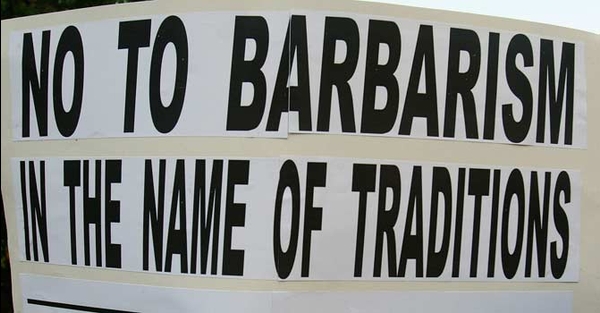 NO TO BARBARISM
IN THE NAME OF TRADITIONS